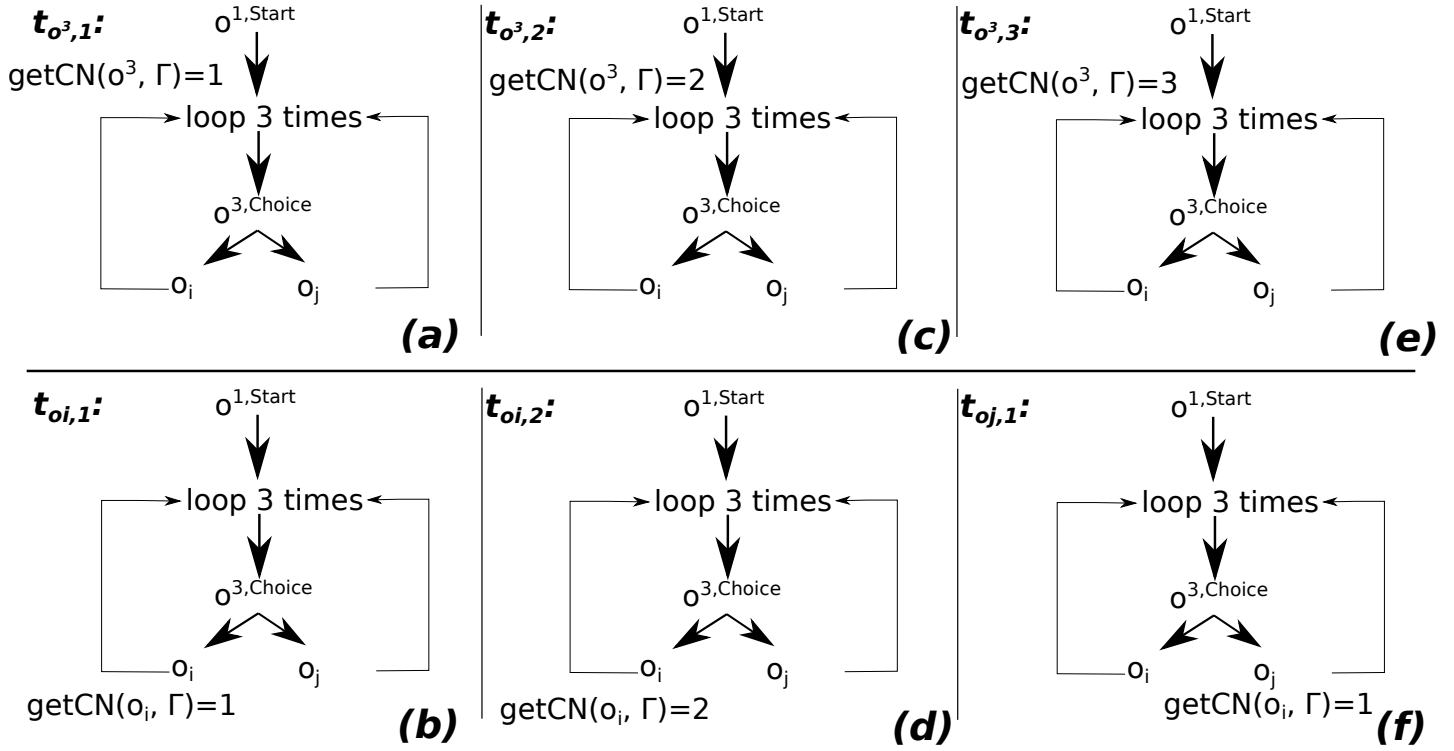 t_{o³,1}:
o^{1,Start}
getCN(o³, Γ)=1
loop 3 times
o^{3,Choice}
o_i
o_j
(a)
t_{o³,2}:
o^{1,Start}
getCN(o³, Γ)=2
loop 3 times
o^{3,Choice}
o_i
o_j
(c)
t_{o³,3}:
o^{1,Start}
getCN(o³, Γ)=3
loop 3 times
o^{3,Choice}
o_i
o_j
(e)
t_{oi,1}:
o^{1,Start}
loop 3 times
o^{3,Choice}
o_i
o_j
getCN(o_i, Γ)=1
(b)
t_{oi,2}:
o^{1,Start}
loop 3 times
o^{3,Choice}
o_i
o_j
getCN(o_i, Γ)=2
(d)
t_{oj,1}:
o^{1,Start}
loop 3 times
o^{3,Choice}
o_i
o_j
getCN(o_i, Γ)=1
(f)